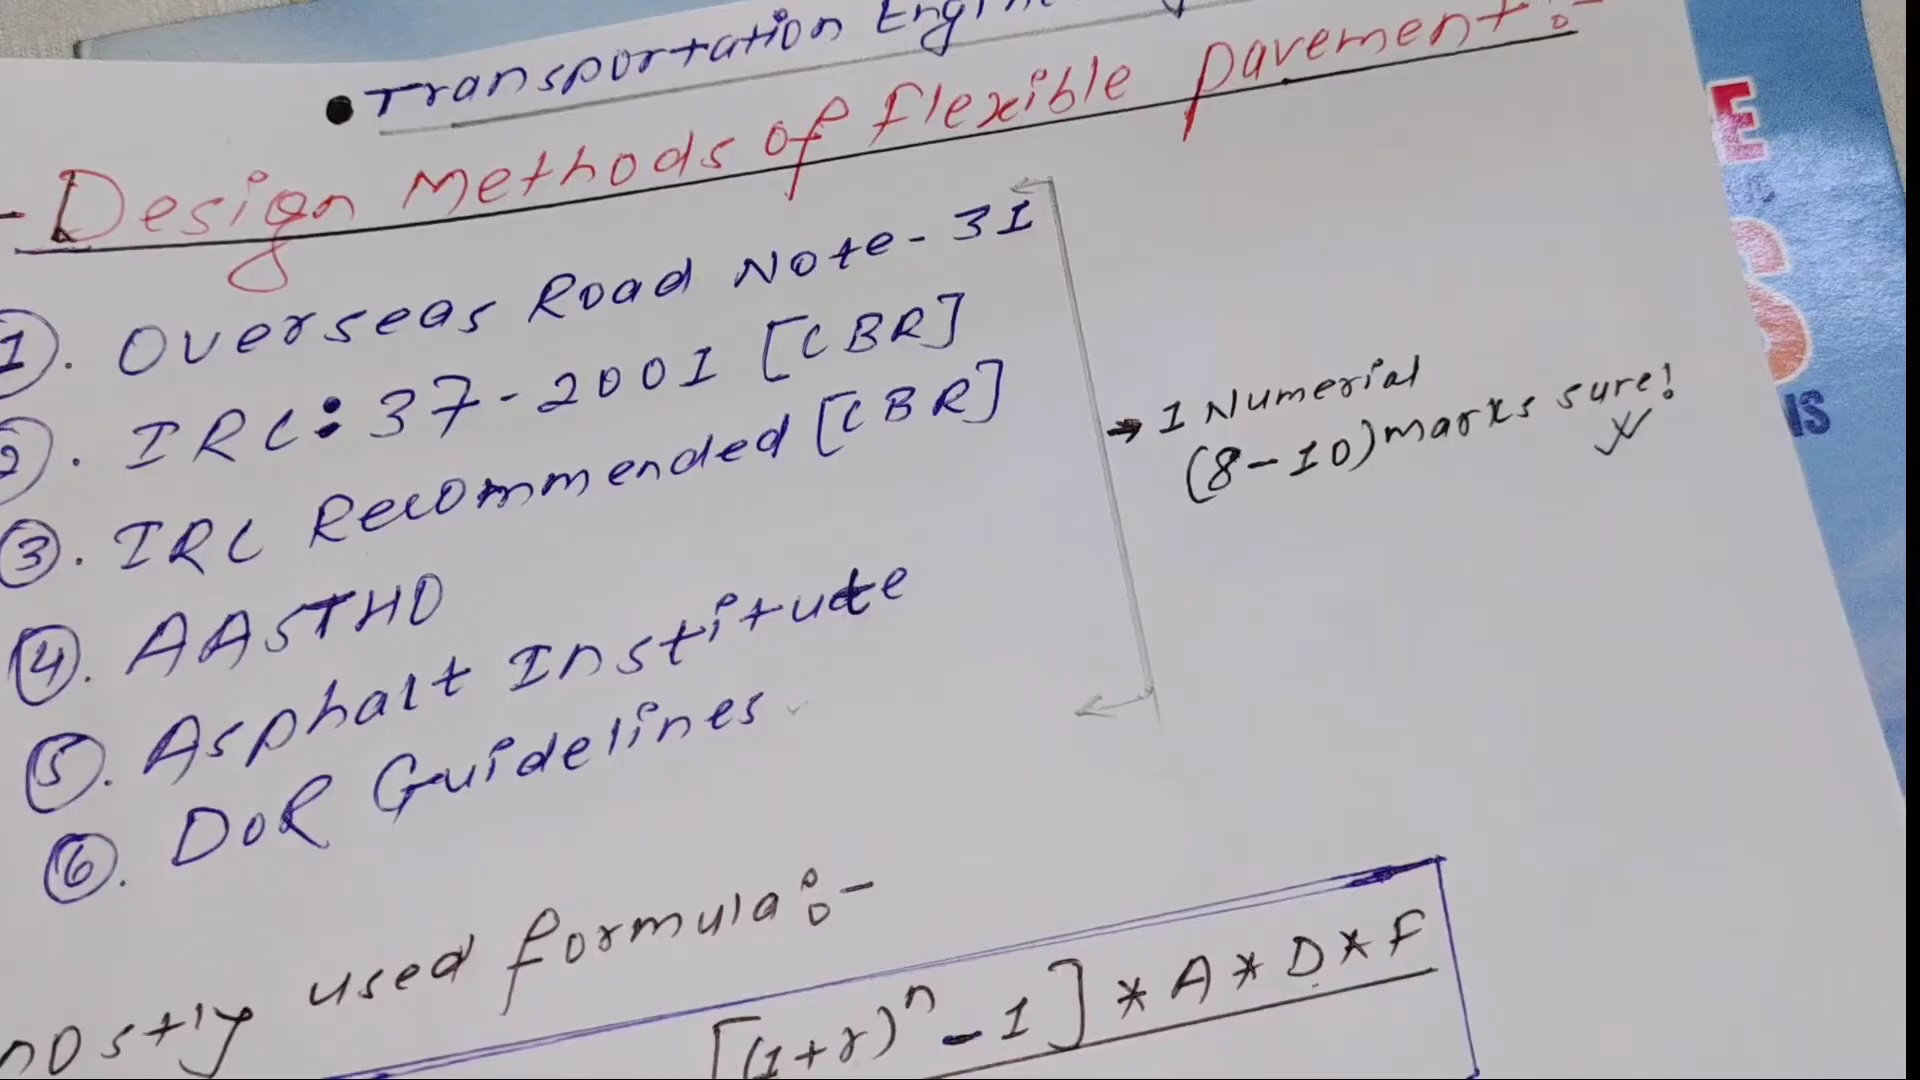 • Transportation
- Design Methods of flexible pavement:-
1. Overseas Road Note-31
2. IRC:37-2001 [CBR]
3. IRC Recommended [CBR]
4. AASTHO
5. Asphalt Institute
6. DoR Guidelines.
→ 1 Numerial
(8-10) marks sure!
used formula:-
[(1+r)^n - 1] * A * D * F
E
S
IS